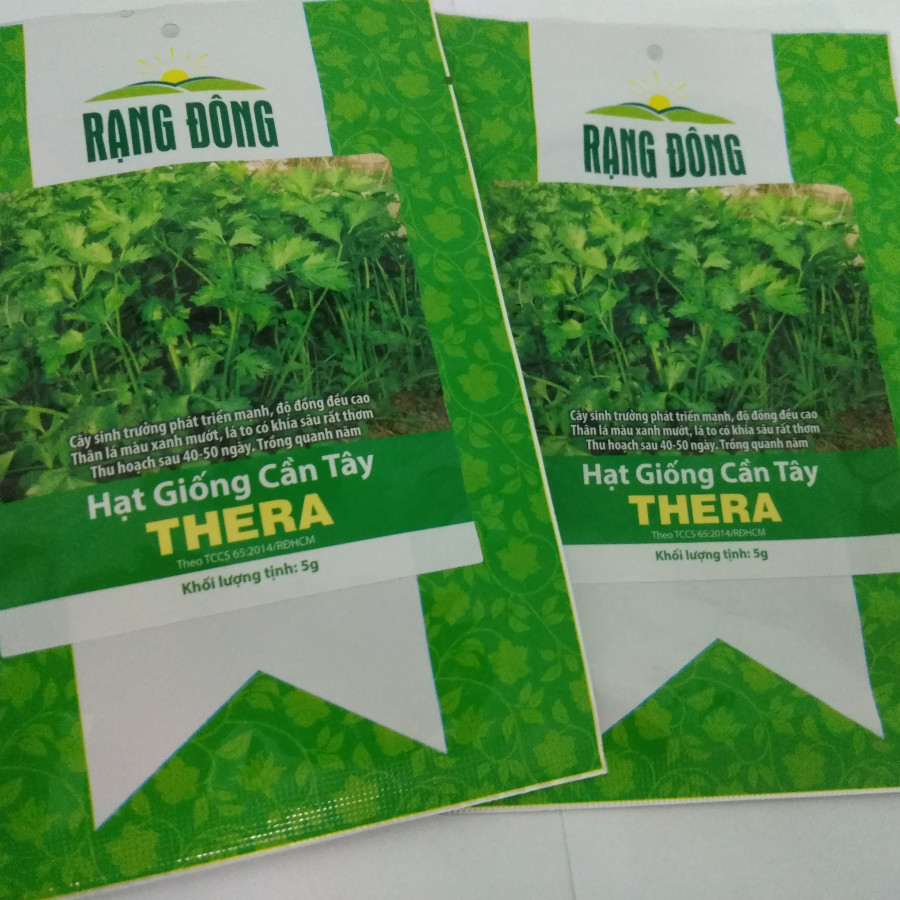 RẠNG ĐÔNG
Cây sinh trưởng phát triển mạnh, độ đồng đều cao
Thân lá màu xanh mướt, lá to có khía sâu rất thơm
Thu hoạch sau 40-50 ngày. Trồng quanh năm
Hạt Giống Cần Tây
THERA
Theo TCCS 65:2014/RĐHCM
Khối lượng tịnh: 5g
RẠNG ĐÔNG
Cây sinh trưởng phát triển mạnh, độ đồng đều cao
Thân lá màu xanh mướt, lá to có khía sâu rất thơm
Thu hoạch sau 40-50 ngày. Trồng quanh năm
Hạt Giống Cần Tây
THERA
Theo TCCS 65:2014/RĐHCM
Khối lượng tịnh: 5g